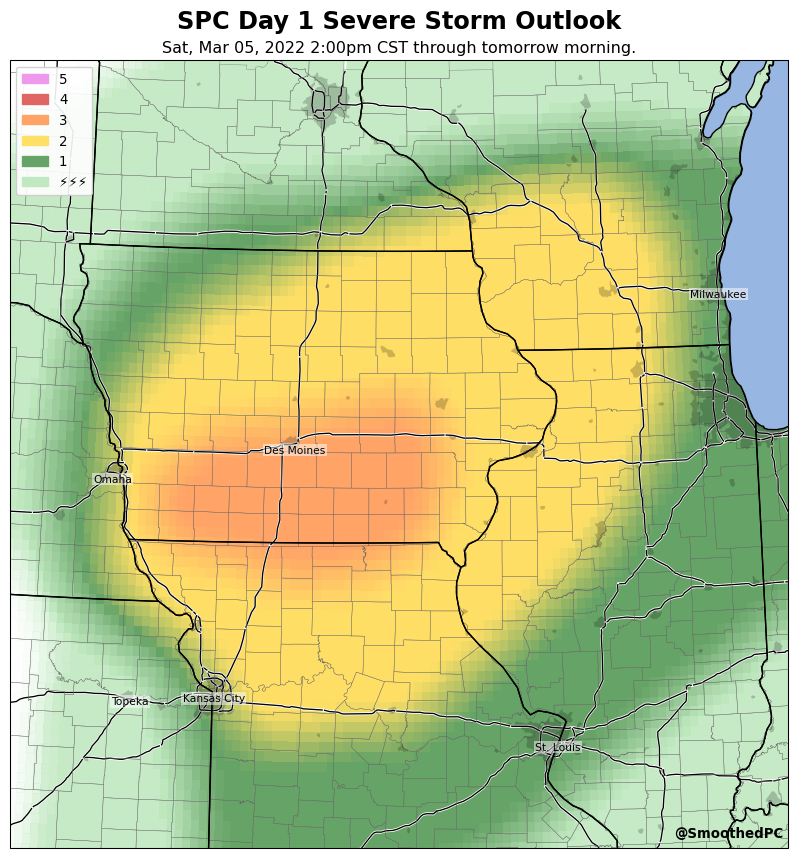 SPC Day 1 Severe Storm Outlook
Sat, Mar 05, 2022 2:00pm CST through tomorrow morning.
5
4
3
2
1
⚡⚡⚡
Milwaukee
Des Moines
Omaha
Topeka
Kansas City
St. Louis
@SmoothedPC